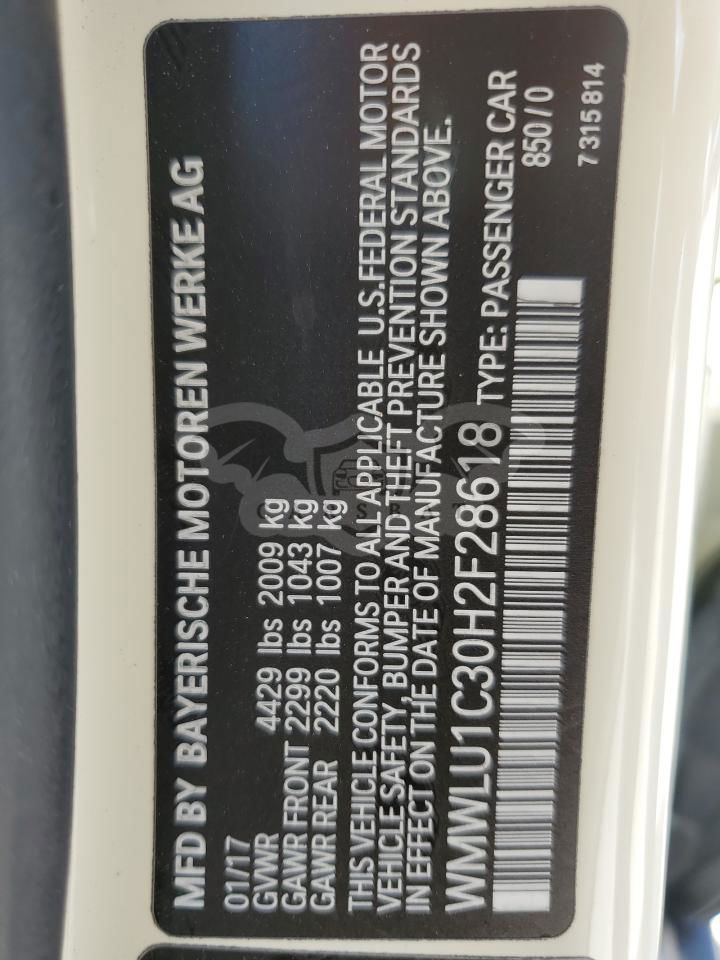 MFD BY BAYERISCHE MOTOREN WERKE AG
01/17
GVWR 4429 lbs 2009 kg
GAWR FRONT 2299 lbs 1043 kg
GAWR REAR 2220 lbs 1007 kg
THIS VEHICLE CONFORMS TO ALL APPLICABLE U.S.FEDERAL MOTOR
VEHICLE SAFETY, BUMPER AND THEFT PREVENTION STANDARDS
IN EFFECT ON THE DATE OF MANUFACTURE SHOWN ABOVE.
WMWLU1C30H2F28618 TYPE: PASSENGER CAR
850/0
7 315 814